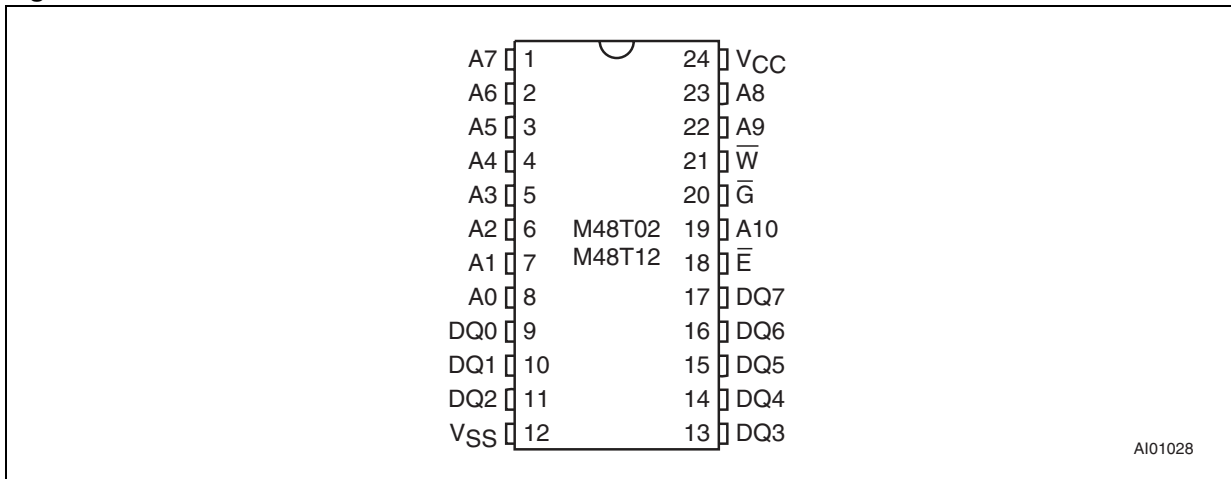 A7 1 24 VCC
A6 2 23 A8
A5 3 22 A9
A4 4 21 W̅
A3 5 20 G̅
A2 6 M48T02 19 A10
A1 7 M48T12 18 E̅
A0 8 17 DQ7
DQ0 9 16 DQ6
DQ1 10 15 DQ5
DQ2 11 14 DQ4
VSS 12 13 DQ3
AI01028